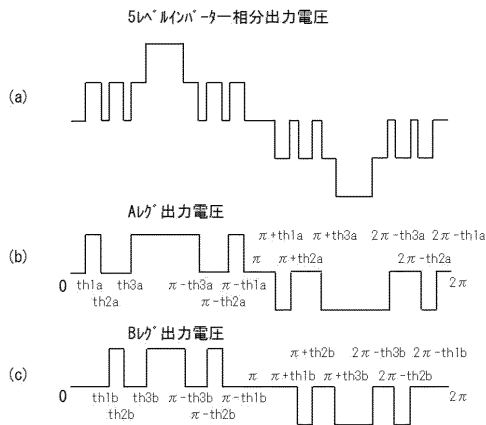 5ﾚﾍﾞﾙインバーター相分出力電圧
(a)
Aﾚｸﾞ出力電圧
(b)
π+th1a π+th3a 2π-th3a 2π-th1a
π π+th2a 2π-th2a
0 th1a th3a π-th3a π-th1a 2π
th2a π-th2a
Bﾚｸﾞ出力電圧
(c)
π+th2b 2π-th3b 2π-th1b
π π+th1b π+th3b 2π-th2b
0 th1b th3b π-th3b π-th1b 2π
th2b th2b π-th2b